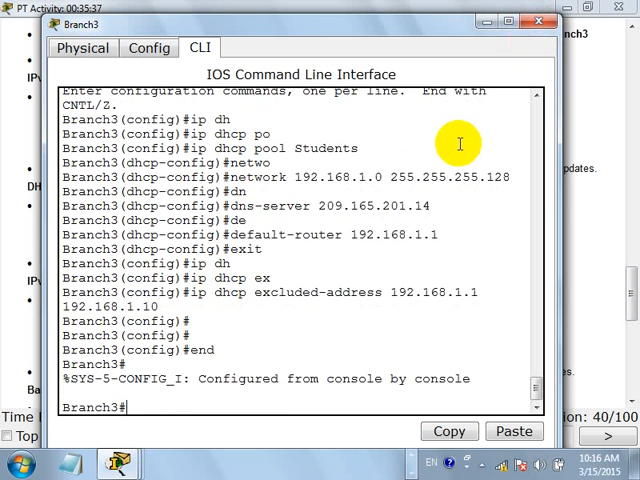 PT Activity: 00:35:37
Branch3
Physical
Config
CLI
IOS Command Line Interface
Enter configuration commands, one per line.  End with
CNTL/Z.
Branch3(config)#ip dh
Branch3(config)#ip dhcp po
Branch3(config)#ip dhcp pool Students
Branch3(dhcp-config)#netwo
Branch3(dhcp-config)#network 192.168.1.0 255.255.255.128
Branch3(dhcp-config)#dn
Branch3(dhcp-config)#dns-server 209.165.201.14
Branch3(dhcp-config)#de
Branch3(dhcp-config)#default-router 192.168.1.1
Branch3(dhcp-config)#exit
Branch3(config)#ip dh
Branch3(config)#ip dhcp ex
Branch3(config)#ip dhcp excluded-address 192.168.1.1
192.168.1.10
Branch3(config)#
Branch3(config)#
Branch3(config)#end
Branch3#
%SYS-5-CONFIG_I: Configured from console by console
Branch3#
Copy
Paste
nch3
pdates.
IPv
DH
IPv
Ba
Time
ion: 40/100
Top
>
EN
10:16 AM
3/15/2015